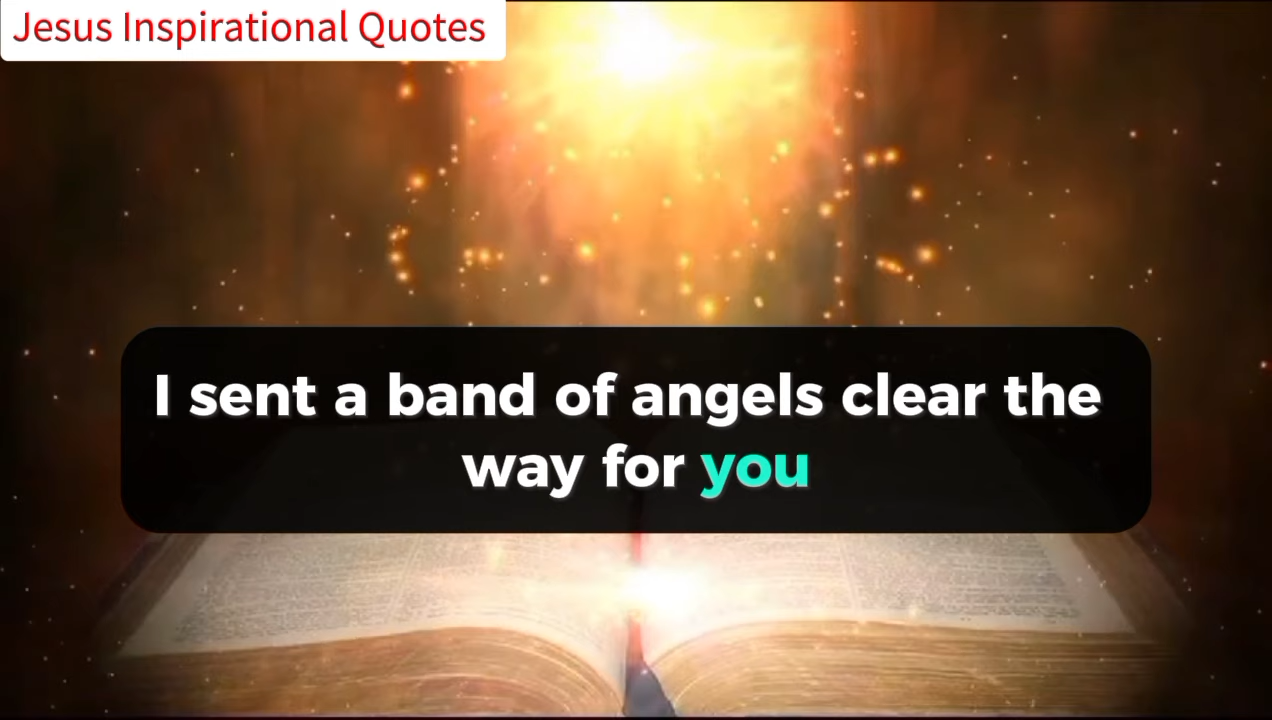 Jesus Inspirational Quotes
I sent a band of angels clear the
way for you